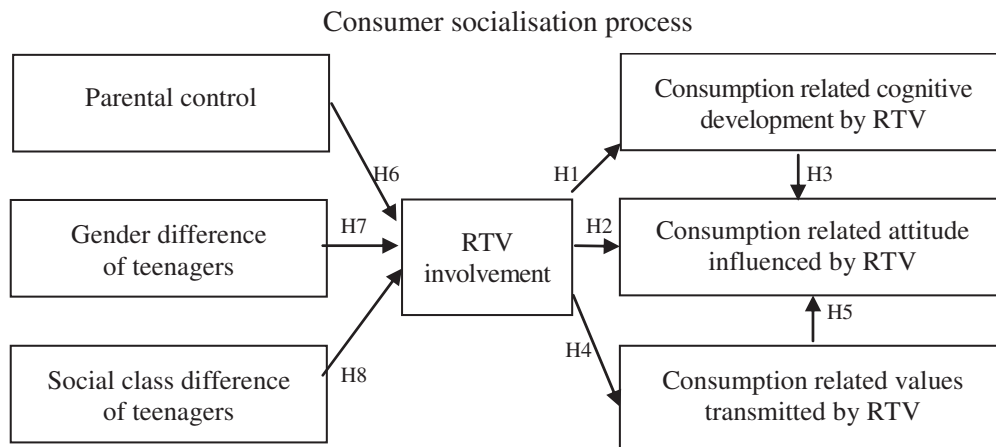 Consumer socialisation process
Parental control
Consumption related cognitive
development by RTV
H6
H1
H3
Gender difference
of teenagers
H7
RTV
involvement
H2
Consumption related attitude
influenced by RTV
H5
H4
Social class difference
of teenagers
H8
Consumption related values
transmitted by RTV